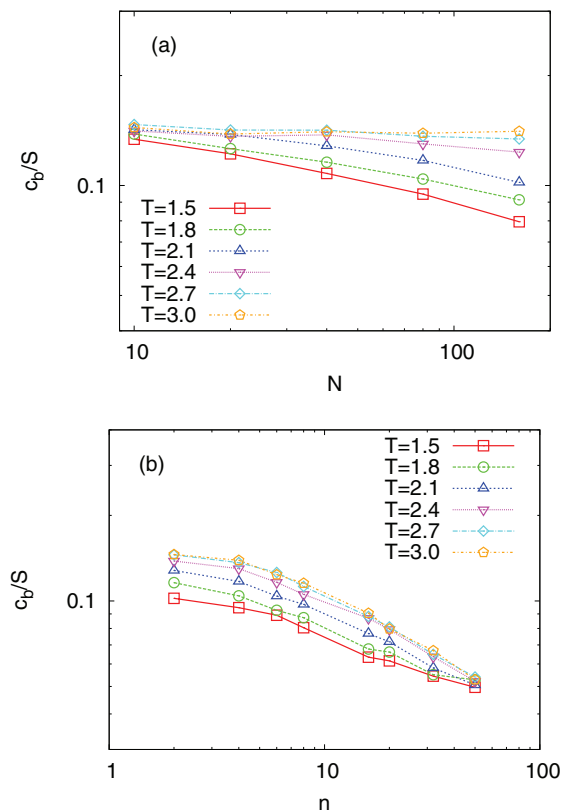 (a)
c_b/S
0.1
T=1.5
T=1.8
T=2.1
T=2.4
T=2.7
T=3.0
10 100
N
(b)
c_b/S
0.1
T=1.5
T=1.8
T=2.1
T=2.4
T=2.7
T=3.0
1 10 100
n